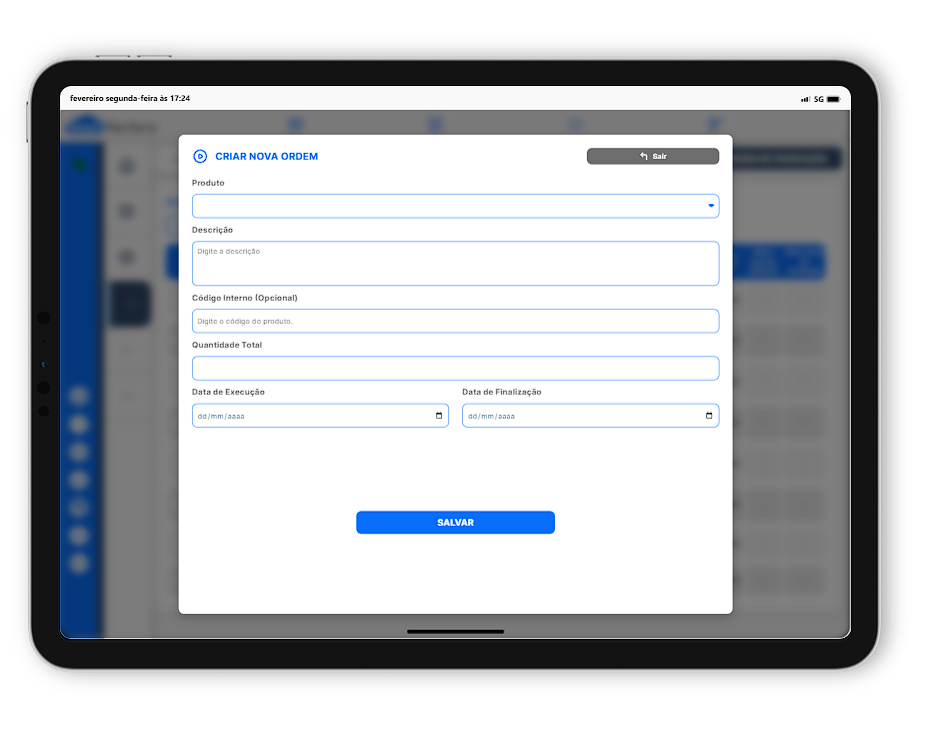 fevereiro segunda-feira às 17:24
5G
CRIAR NOVA ORDEM
Sair
Produto
Descrição
Digite a descrição
Código Interno (Opcional)
Digite o código do produto.
Quantidade Total
Data de Execução
Data de Finalização
dd/mm/aaaa
dd/mm/aaaa
SALVAR